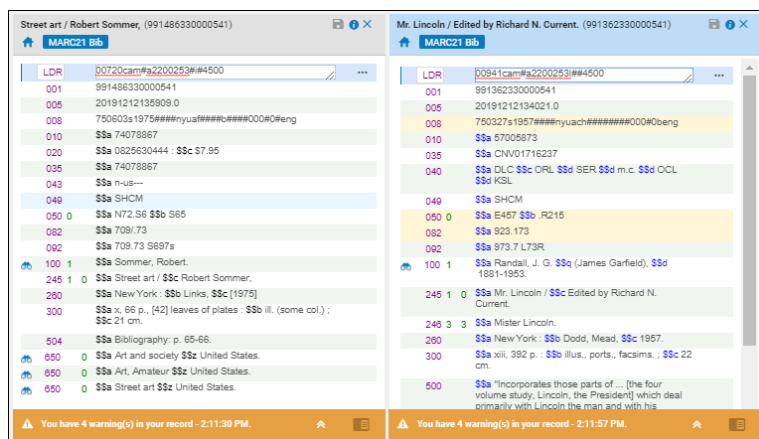 Street art / Robert Sommer, (991486330000541)
MARC21 Bib
LDR 00720cam#a2200253#i#4500
001 991486330000541
005 20191212135909.0
008 750603s1975####nyuaf####b####000#0#eng
010 $$a 74078867
020 $$a 0825630444 : $$c $7.95
035 $$a 74078867
043 $$a n-us---
049 $$a SHCM
050 0 $$a N72.S6 $$b S65
082 $$a 709/.73
092 $$a 709.73 S697s
100 1 $$a Sommer, Robert.
245 1 0 $$a Street art / $$c Robert Sommer,
260 $$a New York : $$b Links, $$c [1975]
300 $$a x, 66 p., [42] leaves of plates : $$b ill. (some col.) ;
$$c 21 cm.
504 $$a Bibliography: p. 65-66.
650 0 $$a Art and society $$z United States.
650 0 $$a Art, Amateur $$z United States.
650 0 $$a Street art $$z United States.
You have 4 warning(s) in your record - 2:11:30 PM.
Mr. Lincoln / Edited by Richard N. Current. (991362330000541)
MARC21 Bib
LDR 00941cam#a2200253I##4500
001 991362330000541
005 20191212134021.0
008 750327s1957####nyuach########000#0beng
010 $$a 57005873
035 $$a CNV01716237
040 $$a DLC $$c ORL $$d SER $$d m.c. $$d OCL
$$d KSL
049 $$a SHCM
050 0 $$a E457 $$b .R215
082 $$a 923.173
092 $$a 973.7 L73R
100 1 $$a Randall, J. G. $$q (James Garfield), $$d
1881-1953.
245 1 0 $$a Mr. Lincoln / $$c Edited by Richard N.
Current.
246 3 3 $$a Mister Lincoln.
260 $$a New York : $$b Dodd, Mead, $$c 1957.
300 $$a xiii, 392 p. : $$b illus., ports., facsims. ; $$c 22
cm.
500 $$a "Incorporates those parts of ... [the four
volume study, Lincoln, the President] which deal
primarily with Lincoln the man and with his
You have 4 warning(s) in your record - 2:11:57 PM.